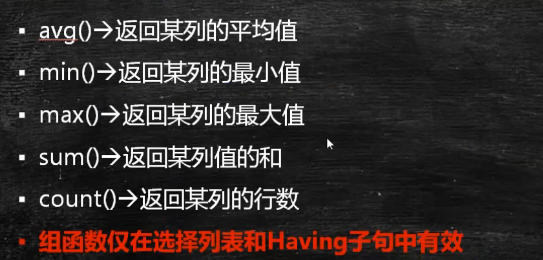 ▪ avg()→返回某列的平均值
▪ min()→返回某列的最小值
▪ max()→返回某列的最大值
▪ sum()→返回某列值的和
▪ count()→返回某列的行数
▪ 组函数仅在选择列表和Having子句中有效